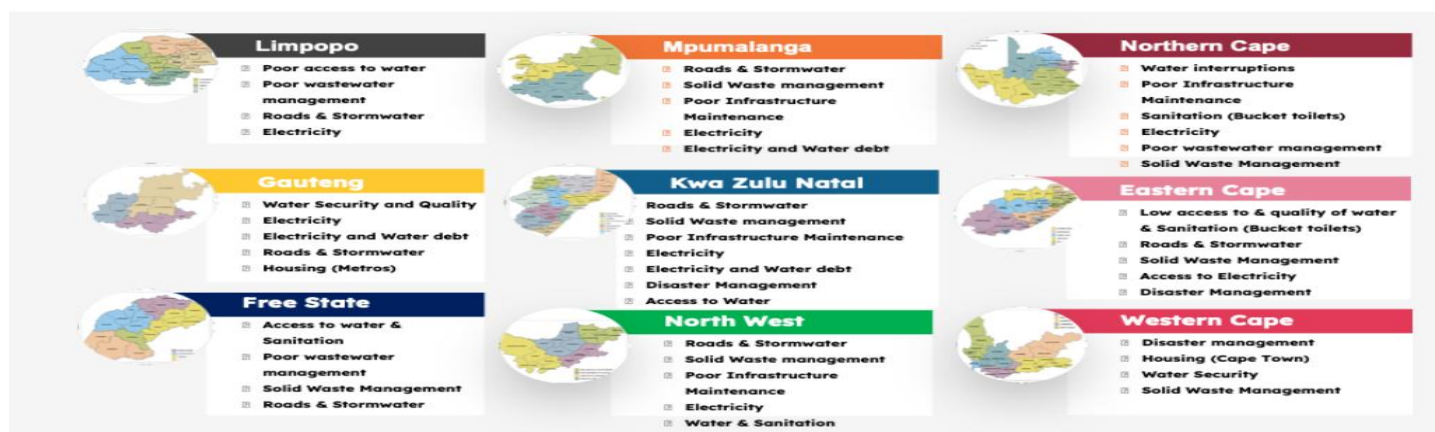 Limpopo
Poor access to water
Poor wastewater
management
Roads & Stormwater
Electricity
Mpumalanga
Roads & Stormwater
Solid Waste management
Poor Infrastructure
Maintenance
Electricity
Electricity and Water debt
Northern Cape
Water interruptions
Poor Infrastructure
Maintenance
Sanitation (Bucket toilets)
Electricity
Poor wastewater management
Solid Waste Management
Gauteng
Water Security and Quality
Electricity
Electricity and Water debt
Roads & Stormwater
Housing (Metros)
Kwa Zulu Natal
Roads & Stormwater
Solid Waste management
Poor Infrastructure Maintenance
Electricity
Electricity and Water debt
Disaster Management
Access to Water
Eastern Cape
Low access to & quality of water
& Sanitation (Bucket toilets)
Roads & Stormwater
Solid Waste Management
Access to Electricity
Disaster Management
Free State
Access to water &
Sanitation
Poor wastewater
management
Solid Waste Management
Roads & Stormwater
North West
Roads & Stormwater
Solid Waste management
Poor Infrastructure
Maintenance
Electricity
Water & Sanitation
Western Cape
Disaster management
Housing (Cape Town)
Water Security
Solid Waste Management